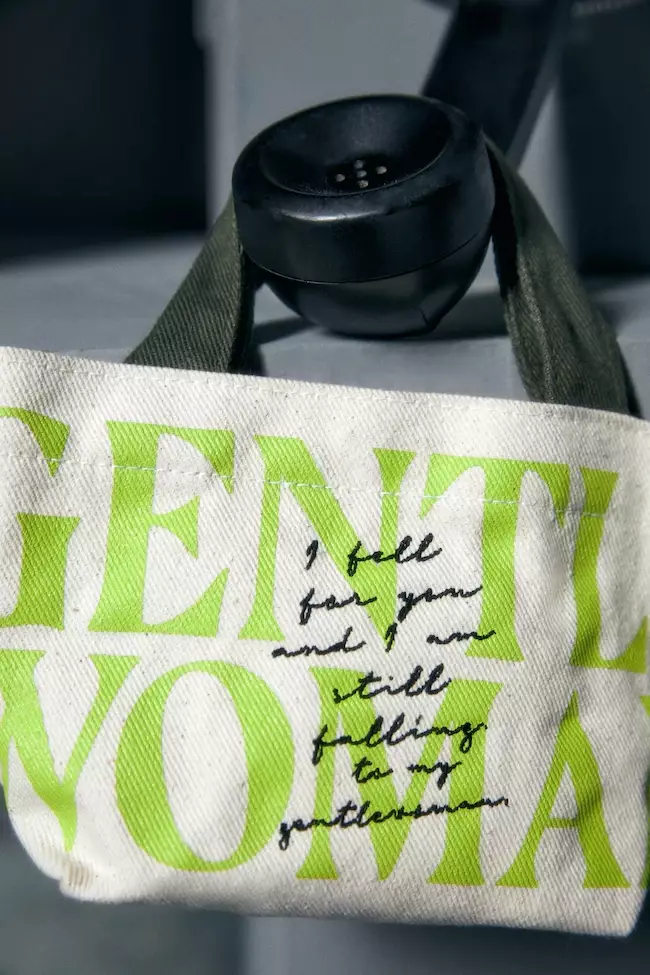 GENTL
WOMA
I fell
for you
and I am
still
falling
to my
gentlewoman